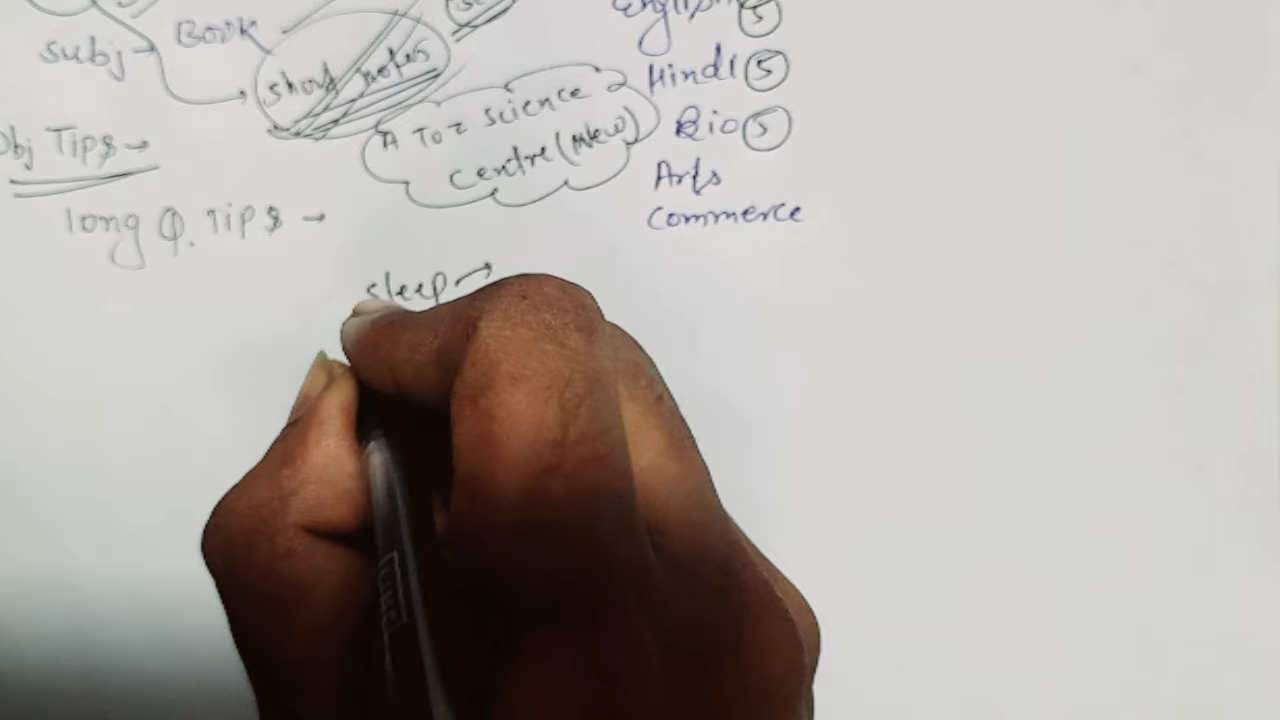 subj → Book
short notes
Obj Tips →
long Q. Tips →
A To Z Science
Centre (New)
English 5
Hindi 5
Bio 5
Arts
Commerce
sleep →